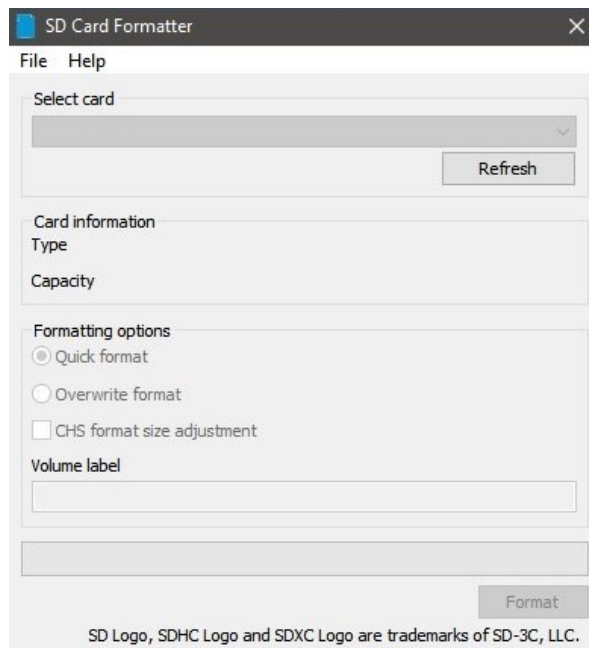 SD Card Formatter
File Help
Select card
Refresh
Card information
Type
Capacity
Formatting options
Quick format
Overwrite format
CHS format size adjustment
Volume label
Format
SD Logo, SDHC Logo and SDXC Logo are trademarks of SD-3C, LLC.